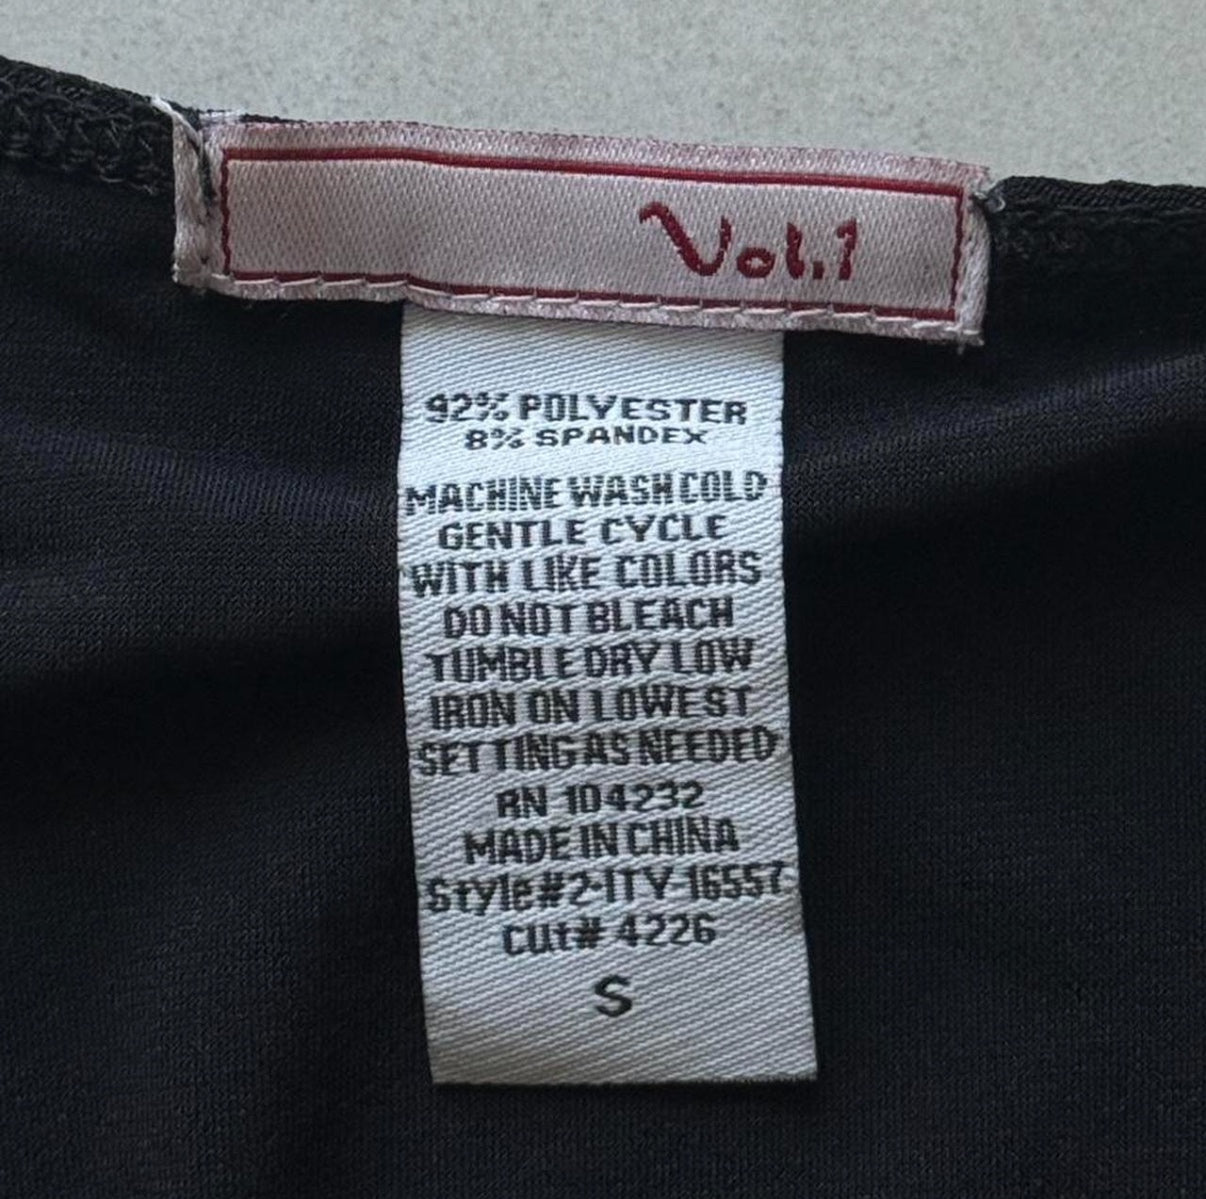 Vol.1
92% POLYESTER
8% SPANDEX
MACHINE WASH COLD
GENTLE CYCLE
WITH LIKE COLORS
DO NOT BLEACH
TUMBLE DRY LOW
IRON ON LOWEST
SETTING AS NEEDED
RN 104232
MADE IN CHINA
Style#2-ITY-16557
cut# 4226
S